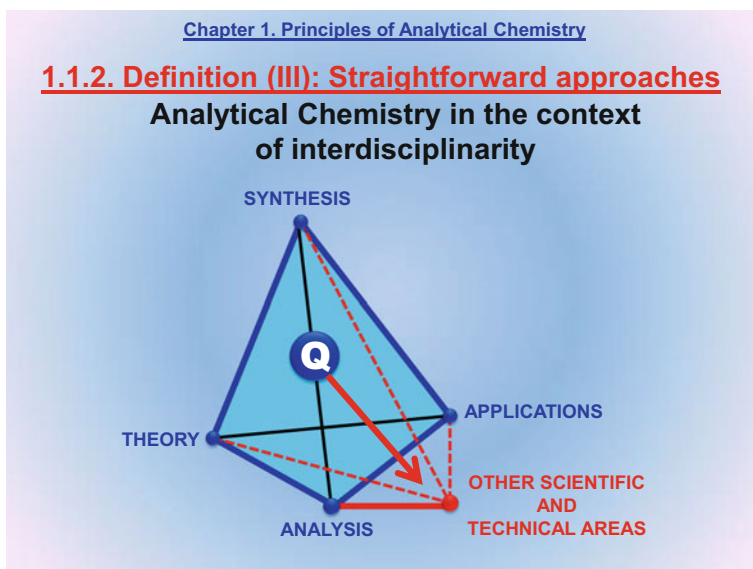 Chapter 1. Principles of Analytical Chemistry
1.1.2. Definition (III): Straightforward approaches
Analytical Chemistry in the context
of interdisciplinarity
SYNTHESIS
Q
APPLICATIONS
THEORY
OTHER SCIENTIFIC
AND
TECHNICAL AREAS
ANALYSIS